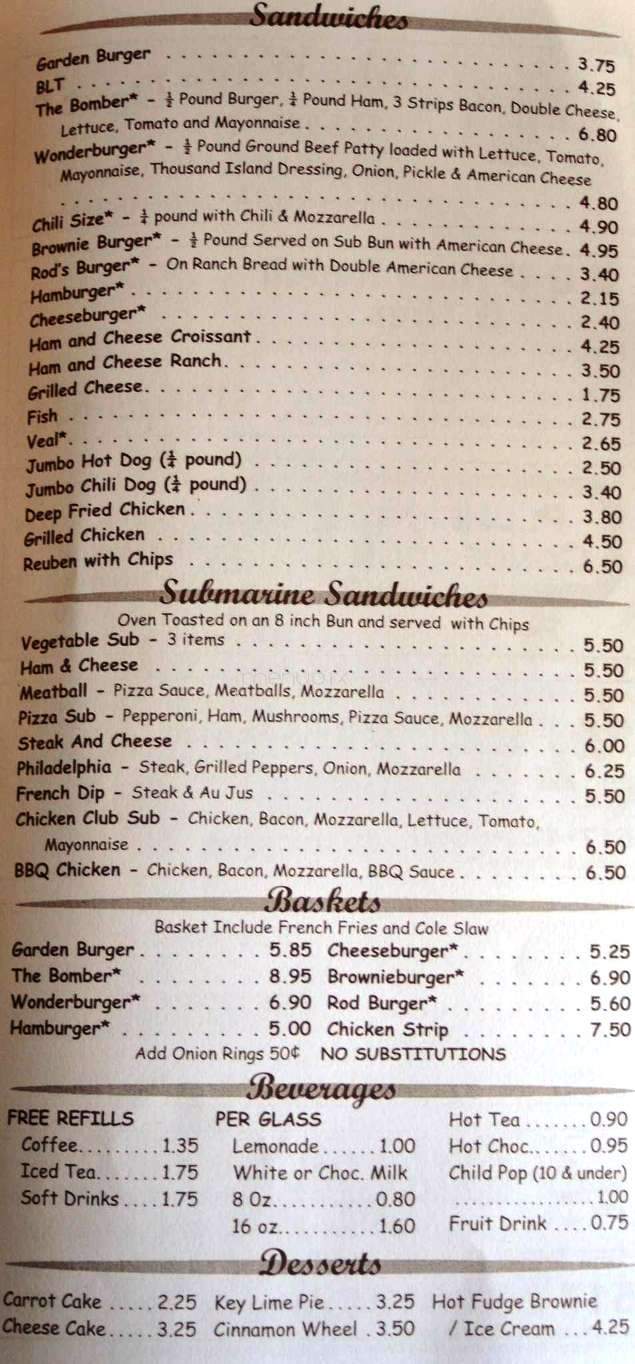 Sandwiches
Garden Burger . . . . . . . . . . . . . . . . . . . . . . . . . . 3.75
BLT . . . . . . . . . . . . . . . . . . . . . . . . . . . . . . . . 4.25
The Bomber* - ½ Pound Burger, ¼ Pound Ham, 3 Strips Bacon, Double Cheese,
Lettuce, Tomato and Mayonnaise . . . . . . . . . . . . . . . . . 6.80
Wonderburger* - ½ Pound Ground Beef Patty loaded with Lettuce, Tomato,
Mayonnaise, Thousand Island Dressing, Onion, Pickle & American Cheese
. . . . . . . . . . . . . . . . . . . . . . . . . . . . . . . . . 4.80
Chili Size* - ¼ pound with Chili & Mozzarella . . . . . . . . . . . . 4.90
Brownie Burger* - ½ Pound Served on Sub Bun with American Cheese . 4.95
Rod's Burger* - On Ranch Bread with Double American Cheese . . . . 3.40
Hamburger* . . . . . . . . . . . . . . . . . . . . . . . . . . . . 2.15
Cheeseburger* . . . . . . . . . . . . . . . . . . . . . . . . . . 2.40
Ham and Cheese Croissant . . . . . . . . . . . . . . . . . . . . 4.25
Ham and Cheese Ranch . . . . . . . . . . . . . . . . . . . . . . 3.50
Grilled Cheese . . . . . . . . . . . . . . . . . . . . . . . . . . . 1.75
Fish . . . . . . . . . . . . . . . . . . . . . . . . . . . . . . . . 2.75
Veal* . . . . . . . . . . . . . . . . . . . . . . . . . . . . . . . . 2.65
Jumbo Hot Dog (¼ pound) . . . . . . . . . . . . . . . . . . . . . 2.50
Jumbo Chili Dog (¼ pound) . . . . . . . . . . . . . . . . . . . . . 3.40
Deep Fried Chicken . . . . . . . . . . . . . . . . . . . . . . . . 3.80
Grilled Chicken . . . . . . . . . . . . . . . . . . . . . . . . . . . 4.50
Reuben with Chips . . . . . . . . . . . . . . . . . . . . . . . . . 6.50
Submarine Sandwiches
Oven Toasted on an 8 inch Bun and served with Chips
Vegetable Sub - 3 items . . . . . . . . . . . . . . . . . . . . . . 5.50
Ham & Cheese . . . . . . . . . . . . . . . . . . . . . . . . . . . 5.50
Meatball - Pizza Sauce, Meatballs, Mozzarella . . . . . . . . . . . . 5.50
Pizza Sub - Pepperoni, Ham, Mushrooms, Pizza Sauce, Mozzarella . . . 5.50
Steak And Cheese . . . . . . . . . . . . . . . . . . . . . . . . . 6.00
Philadelphia - Steak, Grilled Peppers, Onion, Mozzarella . . . . . . . 6.25
French Dip - Steak & Au Jus . . . . . . . . . . . . . . . . . . . . 5.50
Chicken Club Sub - Chicken, Bacon, Mozzarella, Lettuce, Tomato,
Mayonnaise . . . . . . . . . . . . . . . . . . . . . . . . . . . . 6.50
BBQ Chicken - Chicken, Bacon, Mozzarella, BBQ Sauce . . . . . . . . 6.50
Baskets
Basket Include French Fries and Cole Slaw
Garden Burger . . . . . . . . 5.85 Cheeseburger* . . . . . . . . 5.25
The Bomber* . . . . . . . . 8.95 Brownieburger* . . . . . . . 6.90
Wonderburger* . . . . . . . 6.90 Rod Burger* . . . . . . . . . 5.60
Hamburger* . . . . . . . . . 5.00 Chicken Strip . . . . . . . . 7.50
Add Onion Rings 50¢ NO SUBSTITUTIONS
Beverages
FREE REFILLS
Coffee . . . . . . . . . 1.35
Iced Tea . . . . . . . 1.75
Soft Drinks . . . . 1.75
PER GLASS
Lemonade . . . . . . 1.00
White or Choc. Milk
8 Oz. . . . . . . . . . . 0.80
16 oz. . . . . . . . . . . 1.60
Hot Tea . . . . . . . 0.90
Hot Choc. . . . . . . 0.95
Child Pop (10 & under)
. . . . . . . . . . . . . . . . . 1.00
Fruit Drink . . . . 0.75
Desserts
Carrot Cake . . . . . 2.25 Key Lime Pie . . . . . 3.25 Hot Fudge Brownie
Cheese Cake . . . . . 3.25 Cinnamon Wheel . 3.50 / Ice Cream . . . 4.25